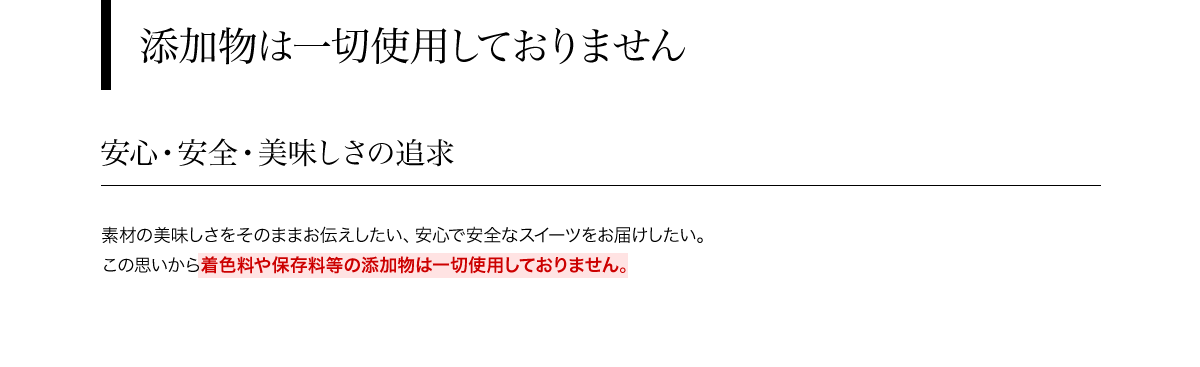 添加物は一切使用しておりません
安心・安全・美味しさの追求
素材の美味しさをそのままお伝えしたい、安心で安全なスイーツをお届けしたい。
この思いから着色料や保存料等の添加物は一切使用しておりません。